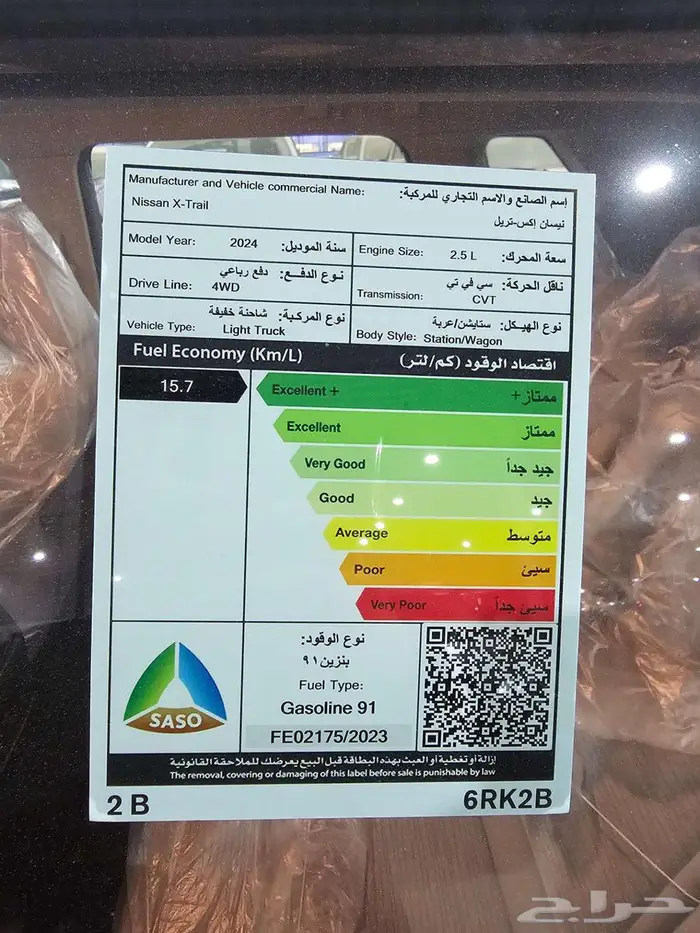 Manufacturer and Vehicle commercial Name: إسم الصانع والاسم التجاري للمركبة:
Nissan X-Trail نيسان إكس-تريل
Model Year: 2024 سنة الموديل:
Engine Size: 2.5 L سعة المحرك:
نوع الدفع: دفع رباعي
Drive Line: 4WD
ناقل الحركة: سي في تي
Transmission: CVT
نوع المركبة: شاحنة خفيفة
Vehicle Type: Light Truck
نوع الهيكل: ستايشن/عربة
Body Style: Station/Wagon
Fuel Economy (Km/L) اقتصاد الوقود (كم/لتر)
15.7
Excellent + ممتاز+
Excellent ممتاز
Very Good جيد جداً
Good جيد
Average متوسط
Poor سيئ
Very Poor سيئ جداً
SASO
نوع الوقود:
بنزين ٩١
Fuel Type:
Gasoline 91
FE02175/2023
إزالة أو تغطية أو العبث بهذه البطاقة قبل البيع يعرضك للملاحقة القانونية
The removal, covering or damaging of this label before sale is punishable by law
2 B 6RK2B
حراج